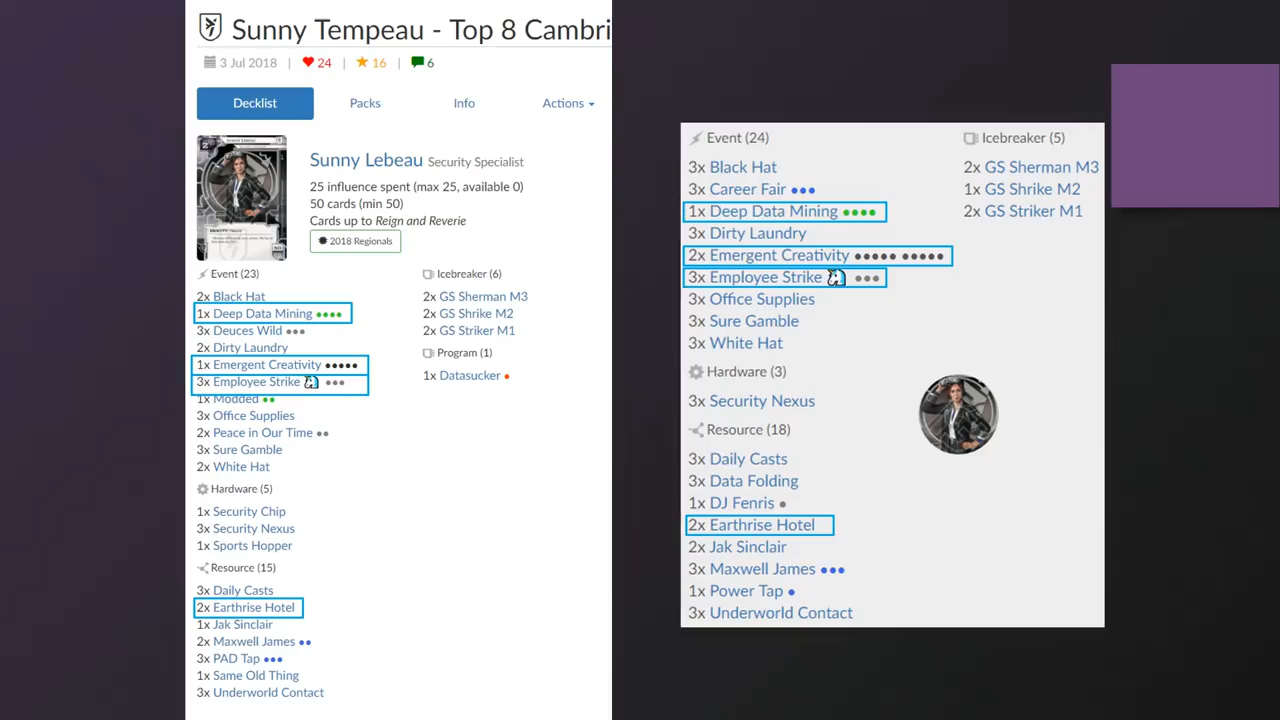 Sunny Tempeau - Top 8 Cambri
3 Jul 2018 | 24 | 16 | 6
Decklist Packs Info Actions
SUNNY LEBEAU
Sunny Lebeau Security Specialist
25 influence spent (max 25, available 0)
50 cards (min 50)
Cards up to Reign and Reverie
2018 Regionals
Event (23)
2x Black Hat
1x Deep Data Mining ●●●●
3x Deuces Wild ●●●
2x Dirty Laundry
1x Emergent Creativity ●●●●●
3x Employee Strike ●●●
1x Modded ●●
3x Office Supplies
2x Peace in Our Time ●●
3x Sure Gamble
2x White Hat
Hardware (5)
1x Security Chip
3x Security Nexus
1x Sports Hopper
Resource (15)
3x Daily Casts
2x Earthrise Hotel
1x Jak Sinclair
2x Maxwell James ●●
3x PAD Tap ●●●
1x Same Old Thing
3x Underworld Contact
Icebreaker (6)
2x GS Sherman M3
2x GS Shrike M2
2x GS Striker M1
Program (1)
1x Datasucker ●
Event (24)
3x Black Hat
3x Career Fair ●●●
1x Deep Data Mining ●●●●
3x Dirty Laundry
2x Emergent Creativity ●●●●● ●●●●●
3x Employee Strike ●●●
3x Office Supplies
3x Sure Gamble
3x White Hat
Hardware (3)
3x Security Nexus
Resource (18)
3x Daily Casts
3x Data Folding
1x DJ Fenris ●
2x Earthrise Hotel
2x Jak Sinclair
3x Maxwell James ●●●
1x Power Tap ●
3x Underworld Contact
Icebreaker (5)
2x GS Sherman M3
1x GS Shrike M2
2x GS Striker M1